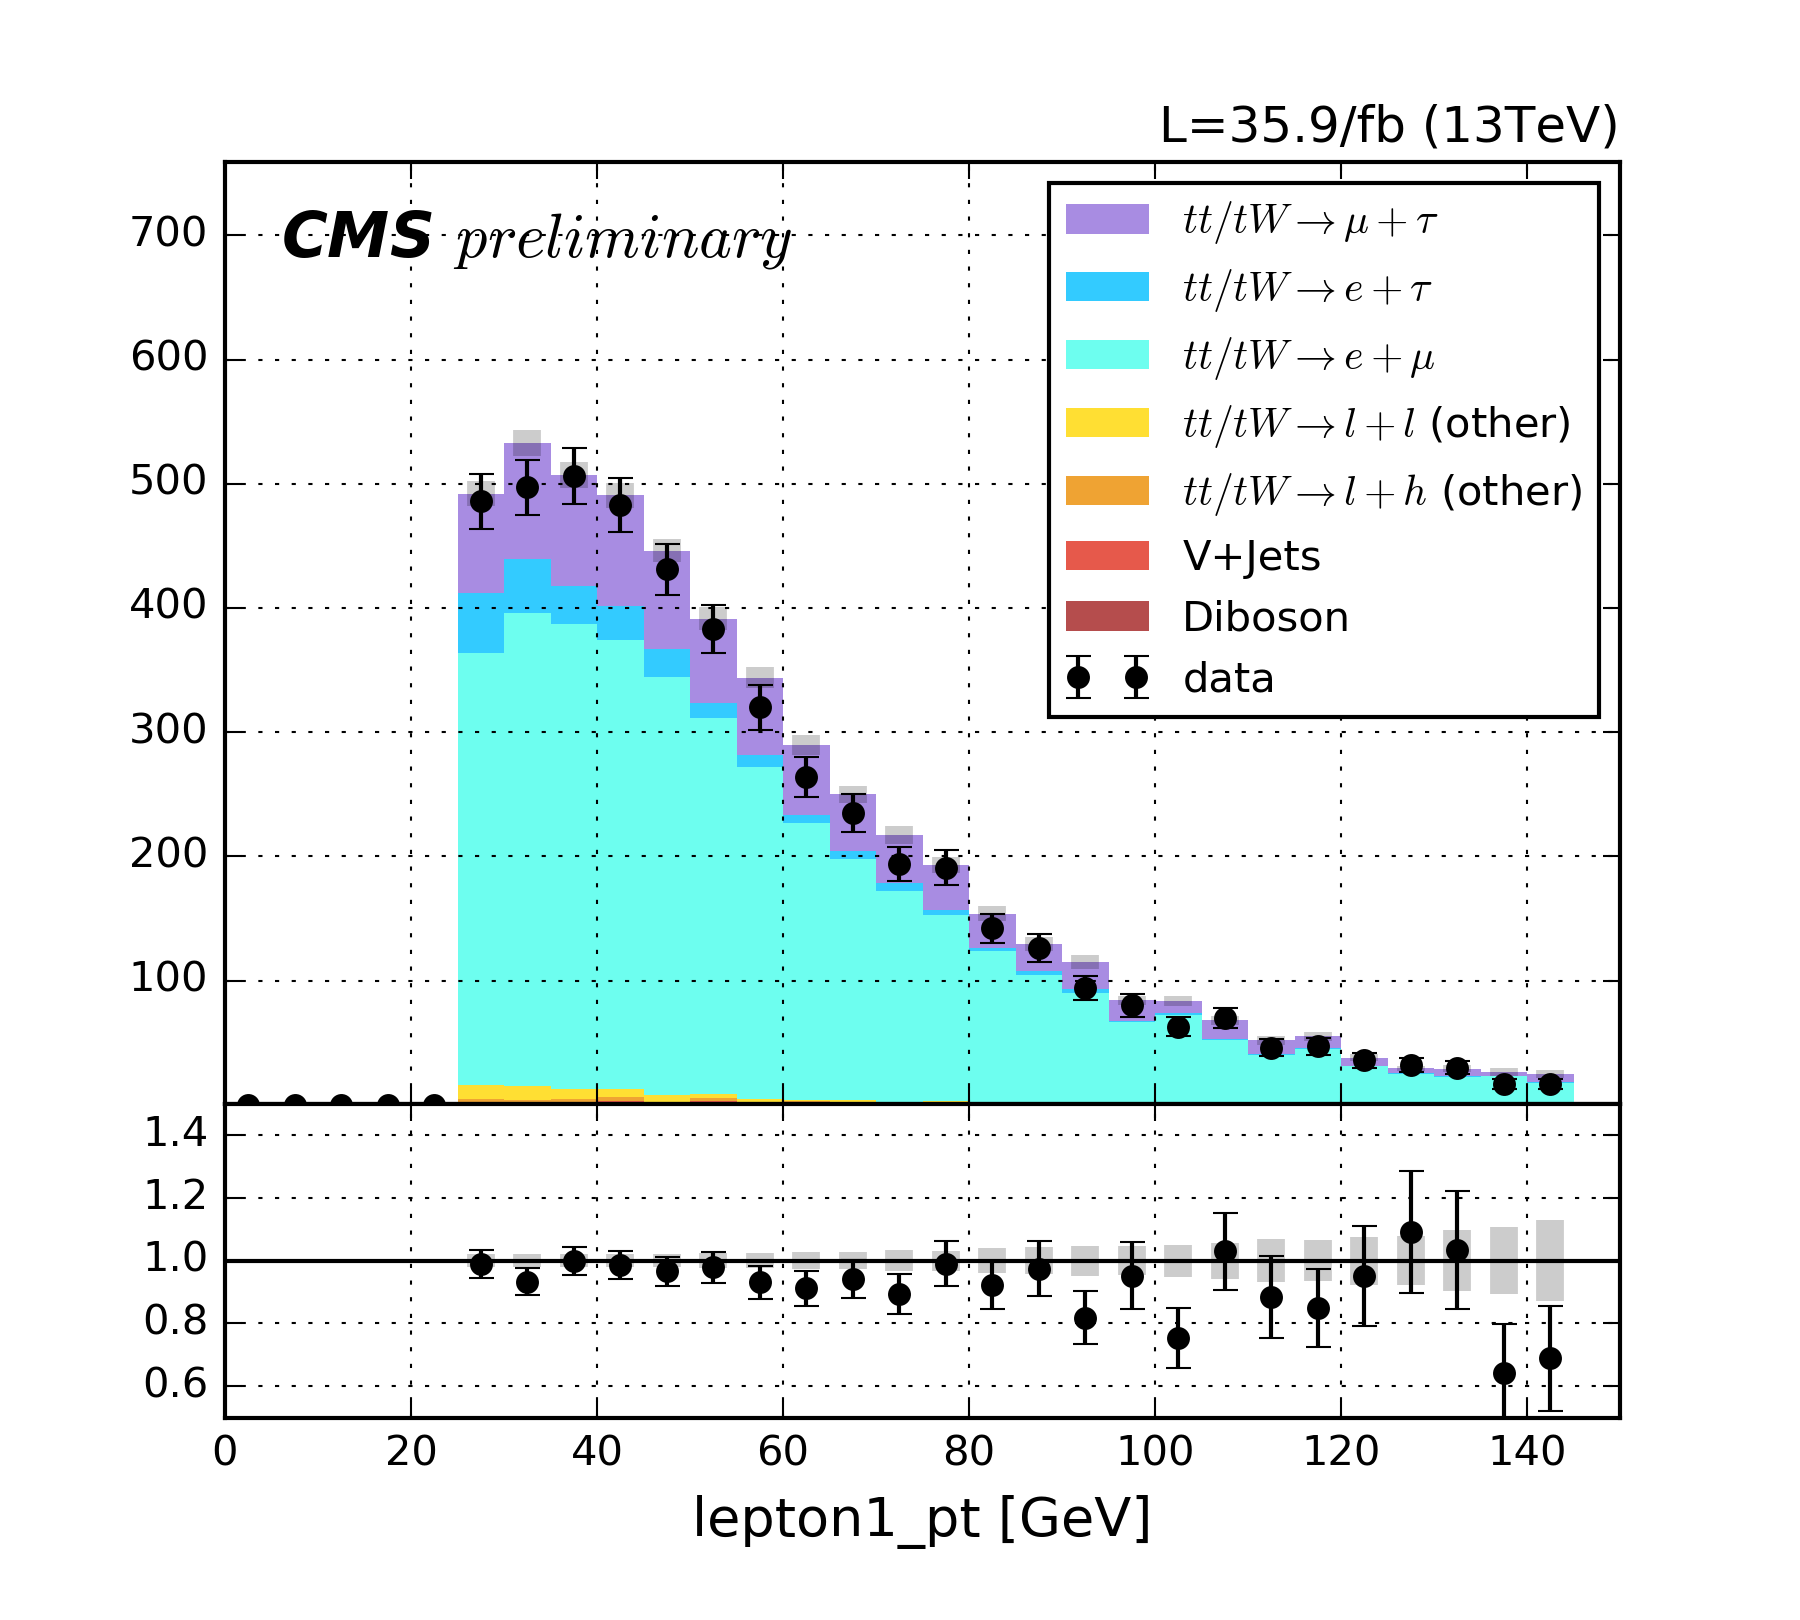 L=35.9/fb (13TeV)
CMS preliminary
700
600
500
400
300
200
100
tt/tW → μ + τ
tt/tW → e + τ
tt/tW → e + μ
tt/tW → l + l (other)
tt/tW → l + h (other)
V+Jets
Diboson
data
1.4
1.2
1.0
0.8
0.6
0 20 40 60 80 100 120 140
lepton1_pt [GeV]